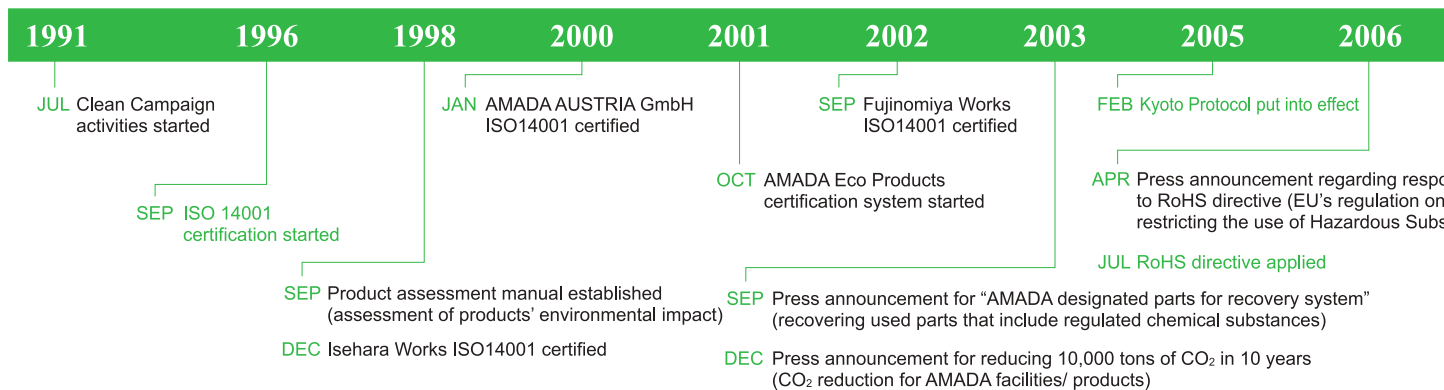 1991 1996 1998 2000 2001 2002 2003 2005 2006
JUL Clean Campaign
activities started
SEP ISO 14001
certification started
SEP Product assessment manual established
(assessment of products’ environmental impact)
DEC Isehara Works ISO14001 certified
JAN AMADA AUSTRIA GmbH
ISO14001 certified
OCT AMADA Eco Products
certification system started
SEP Fujinomiya Works
ISO14001 certified
SEP Press announcement for “AMADA designated parts for recovery system”
(recovering used parts that include regulated chemical substances)
DEC Press announcement for reducing 10,000 tons of CO₂ in 10 years
(CO₂ reduction for AMADA facilities/ products)
FEB Kyoto Protocol put into effect
APR Press announcement regarding
to RoHS directive (EU’s regulation on
restricting the use of Hazardous
JUL RoHS directive applied